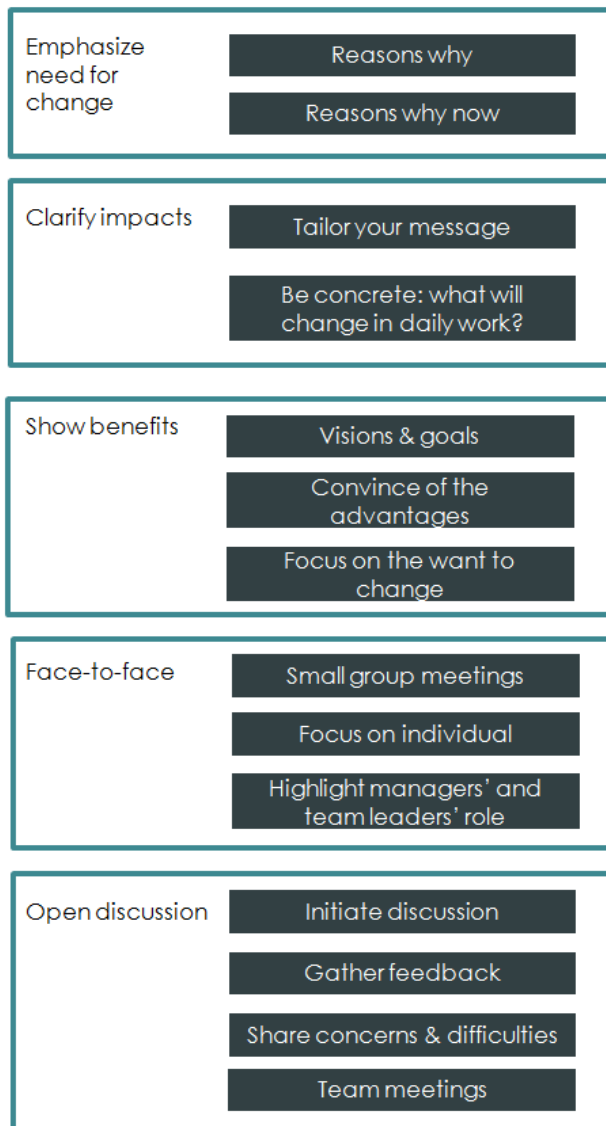 Emphasize
need for
change
Reasons why
Reasons why now
Clarify impacts
Tailor your message
Be concrete: what will
change in daily work?
Show benefits
Visions & goals
Convince of the
advantages
Focus on the want to
change
Face-to-face
Small group meetings
Focus on individual
Highlight managers’ and
team leaders’ role
Open discussion
Initiate discussion
Gather feedback
Share concerns & difficulties
Team meetings